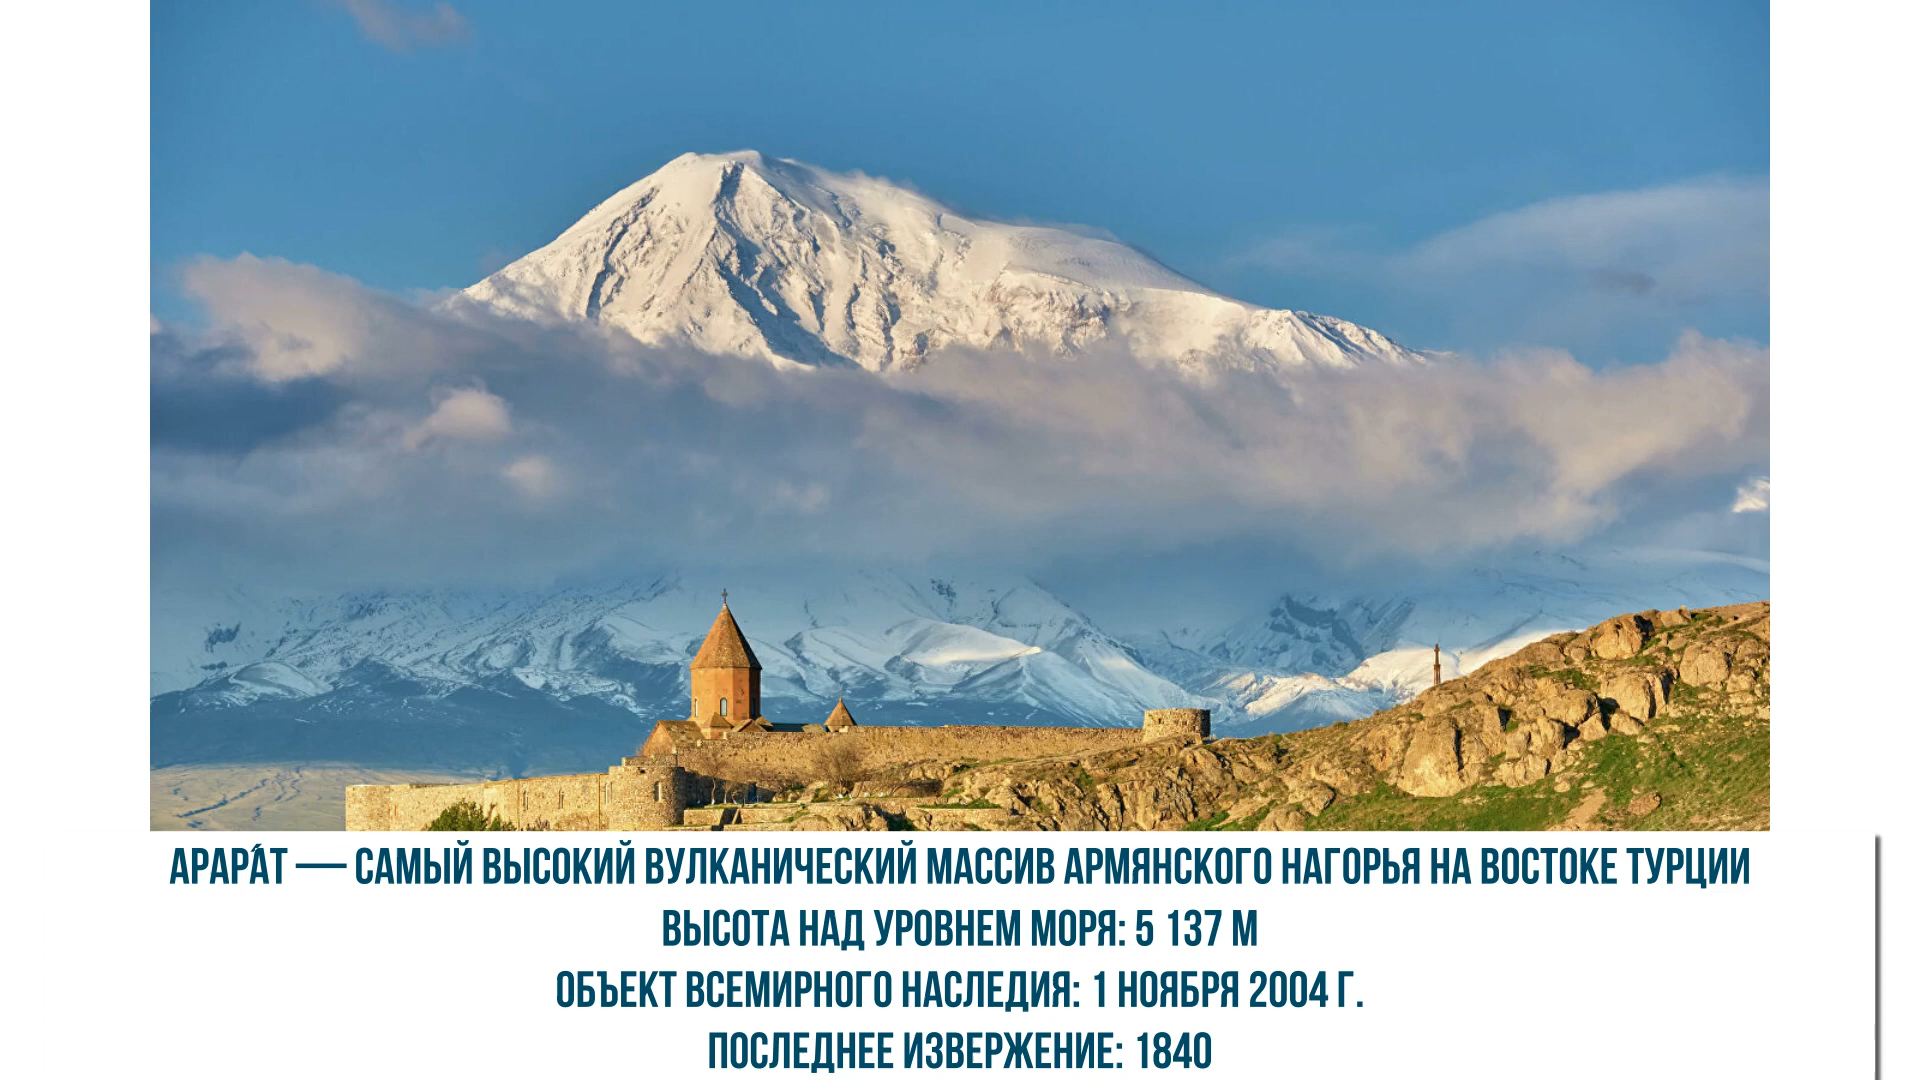 АРАРА́Т — САМЫЙ ВЫСОКИЙ ВУЛКАНИЧЕСКИЙ МАССИВ АРМЯНСКОГО НАГОРЬЯ НА ВОСТОКЕ ТУРЦИИ
ВЫСОТА НАД УРОВНЕМ МОРЯ: 5 137 М
ОБЪЕКТ ВСЕМИРНОГО НАСЛЕДИЯ: 1 НОЯБРЯ 2004 Г.
ПОСЛЕДНЕЕ ИЗВЕРЖЕНИЕ: 1840